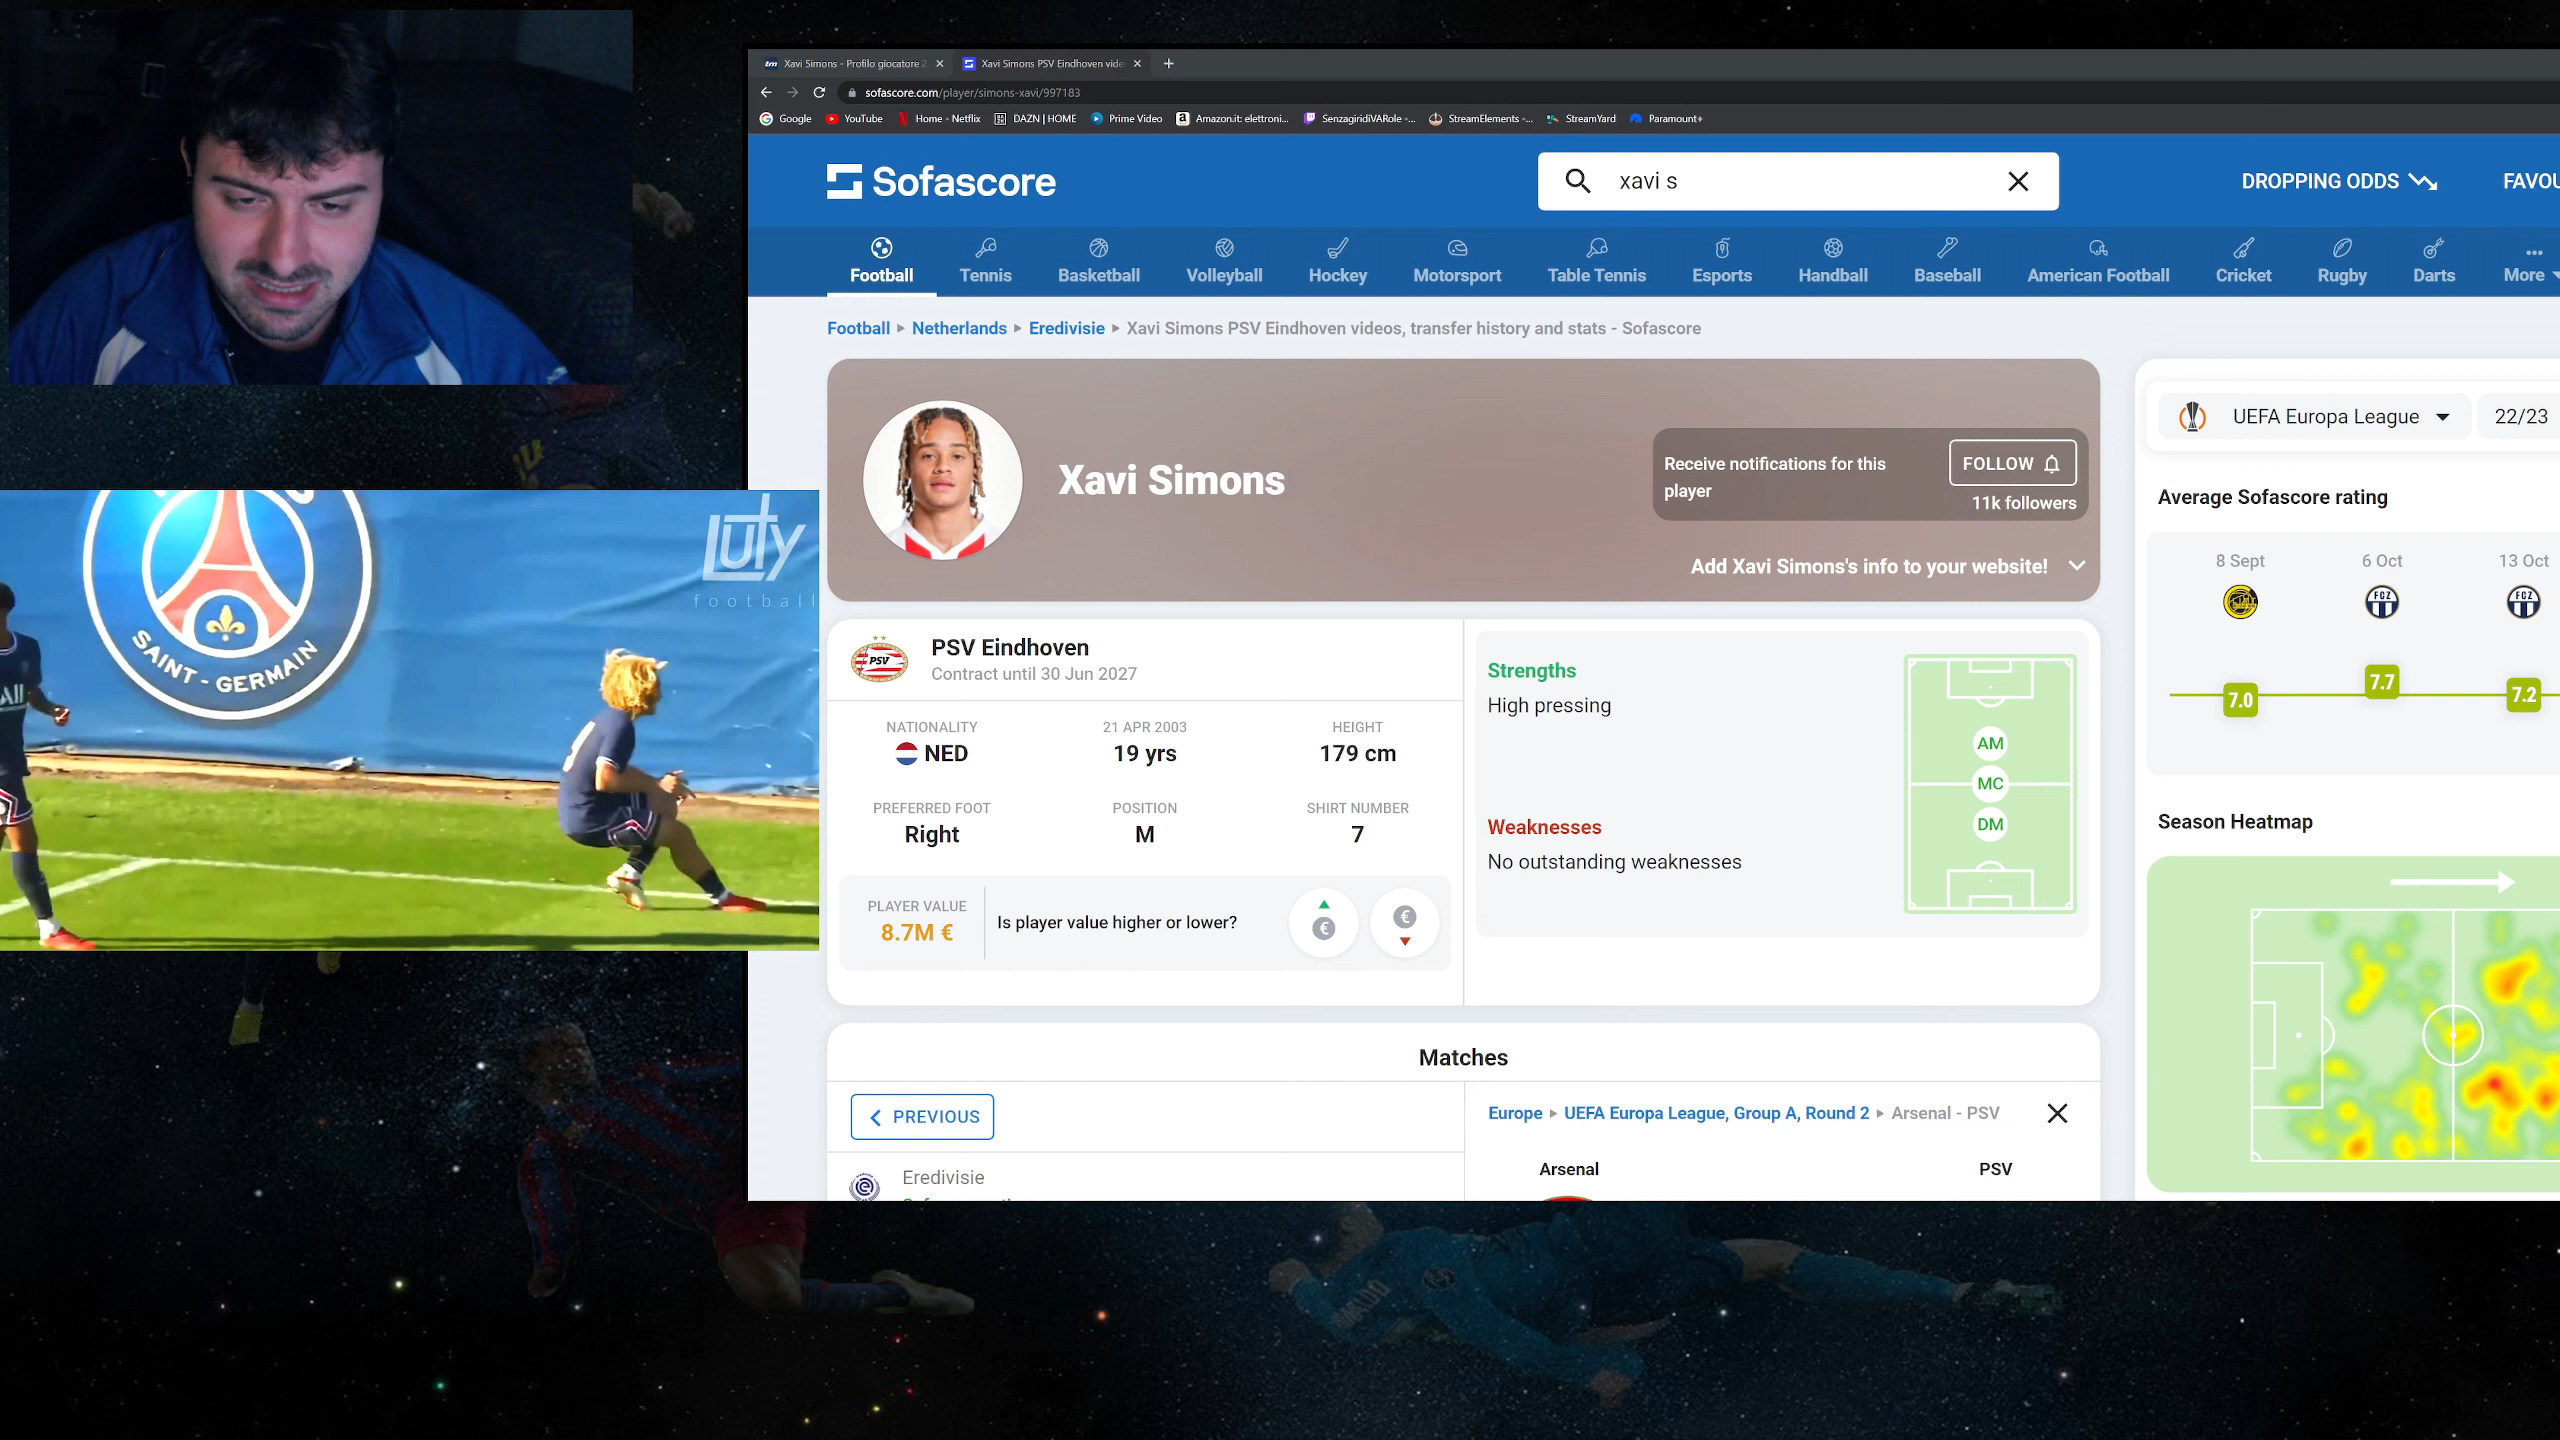 Xavi Simons - Profilo giocatore 2
Xavi Simons PSV Eindhoven vide
sofascore.com/player/simons-xavi/997183
Google YouTube Home - Netflix DAZN | HOME Prime Video Amazon.it: elettroni... SenzagiridiVARole -... StreamElements -... StreamYard Paramount+
Sofascore
xavi s
DROPPING ODDS
FAVOU
Football Tennis Basketball Volleyball Hockey Motorsport Table Tennis Esports Handball Baseball American Football Cricket Rugby Darts More
Football Netherlands Eredivisie Xavi Simons PSV Eindhoven videos, transfer history and stats - Sofascore
Xavi Simons
Receive notifications for this
player
FOLLOW
11k followers
Add Xavi Simons's info to your website!
PSV
PSV Eindhoven
Contract until 30 Jun 2027
NATIONALITY 21 APR 2003 HEIGHT
NED 19 yrs 179 cm
PREFERRED FOOT POSITION SHIRT NUMBER
Right M 7
PLAYER VALUE
8.7M €
Is player value higher or lower?
€
€
Strengths
High pressing
Weaknesses
No outstanding weaknesses
AM
MC
DM
Matches
PREVIOUS
Eredivisie
Europe UEFA Europa League, Group A, Round 2 Arsenal - PSV
Arsenal PSV
UEFA Europa League 22/23
Average Sofascore rating
8 Sept 6 Oct 13 Oct
FCZ FCZ
7.0 7.7 7.2
Season Heatmap
Luty
football
SAINT - GERMAIN